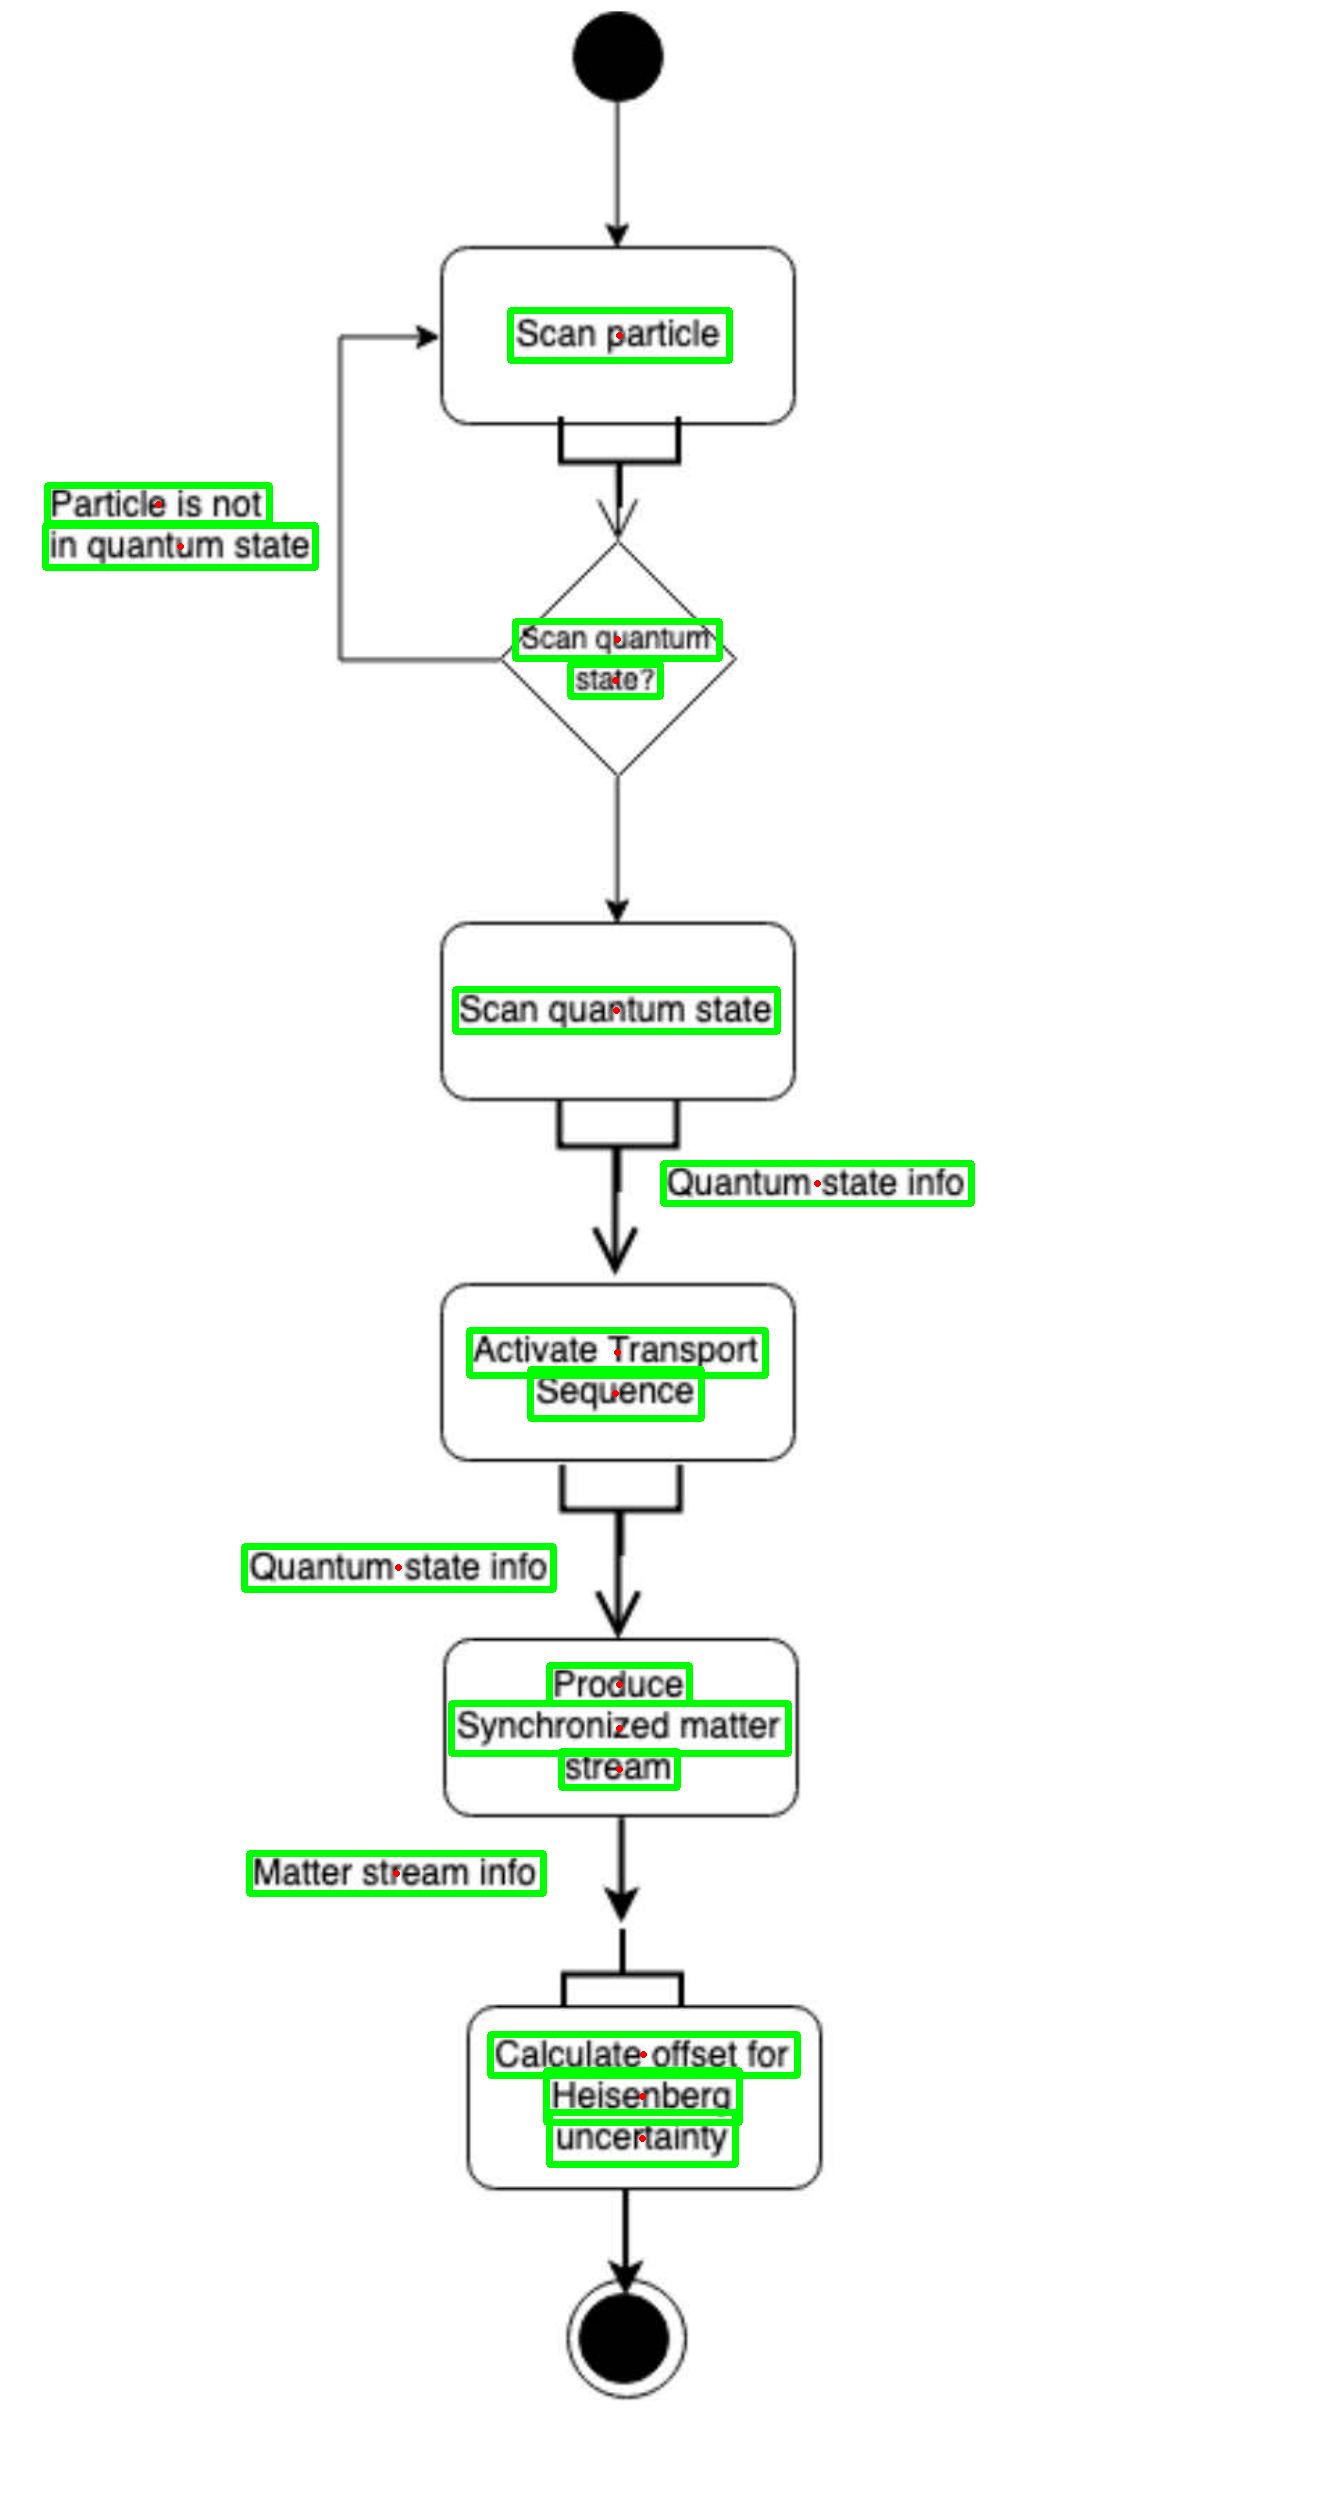 Scan particle
Particle is not
in quantum state
Scan quantum
state?
Scan quantum state
Quantum state info
Activate Transport
Sequence
Quantum state info
Produce
Synchronized matter
stream
Matter stream info
Calculate offset for
Heisenberg
uncertainty